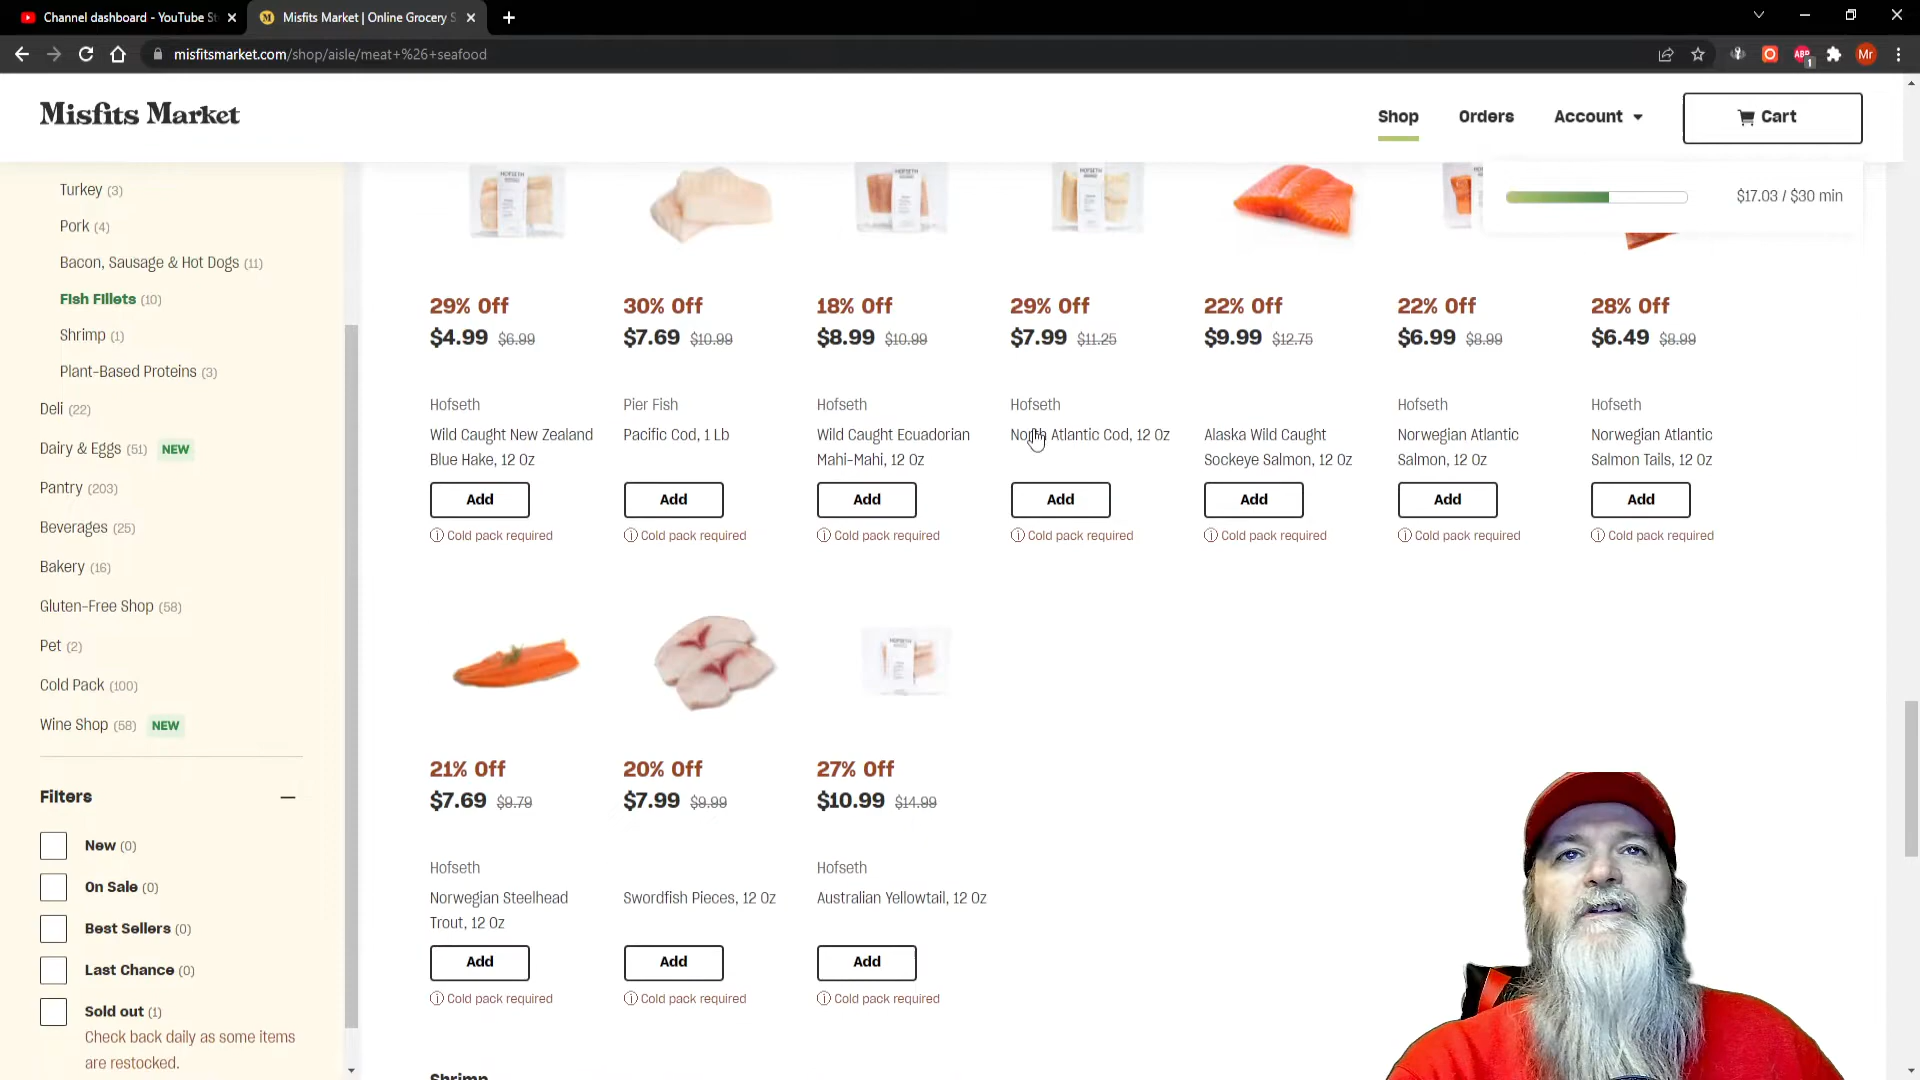 Channel dashboard - YouTube St
Misfits Market | Online Grocery S
misfitsmarket.com/shop/aisle/meat+%26+seafood
ABP
1
Mr
Misfits Market
Shop
Orders
Account
Cart
$17.03 / $30 min
Turkey (3)
Pork (4)
Bacon, Sausage & Hot Dogs (11)
Fish Fillets (10)
Shrimp (1)
Plant-Based Proteins (3)
Deli (22)
Dairy & Eggs (51) NEW
Pantry (203)
Beverages (25)
Bakery (16)
Gluten-Free Shop (58)
Pet (2)
Cold Pack (100)
Wine Shop (58) NEW
Filters
New (0)
On Sale (0)
Best Sellers (0)
Last Chance (0)
Sold out (1)
Check back daily as some items
are restocked.
HOFSETH
29% Off
$4.99 $6.99
Hofseth
Wild Caught New Zealand
Blue Hake, 12 Oz
Add
Cold pack required
30% Off
$7.69 $10.99
Pier Fish
Pacific Cod, 1 Lb
Add
Cold pack required
HOFSETH
18% Off
$8.99 $10.99
Hofseth
Wild Caught Ecuadorian
Mahi-Mahi, 12 Oz
Add
Cold pack required
HOFSETH
29% Off
$7.99 $11.25
Hofseth
North Atlantic Cod, 12 Oz
Add
Cold pack required
22% Off
$9.99 $12.75
Alaska Wild Caught
Sockeye Salmon, 12 Oz
Add
Cold pack required
22% Off
$6.99 $8.99
Hofseth
Norwegian Atlantic
Salmon, 12 Oz
Add
Cold pack required
28% Off
$6.49 $8.99
Hofseth
Norwegian Atlantic
Salmon Tails, 12 Oz
Add
Cold pack required
21% Off
$7.69 $9.79
Hofseth
Norwegian Steelhead
Trout, 12 Oz
Add
Cold pack required
20% Off
$7.99 $9.99
Swordfish Pieces, 12 Oz
Add
Cold pack required
HOFSETH
27% Off
$10.99 $14.99
Hofseth
Australian Yellowtail, 12 Oz
Add
Cold pack required
Shrimp